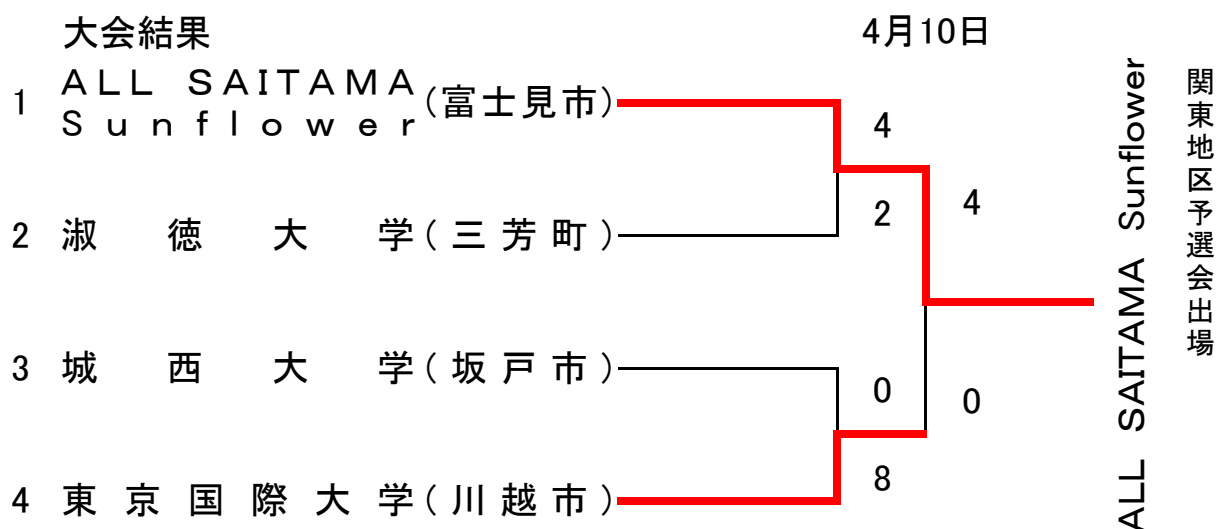 大会結果
4月10日
1 ALL SAITAMA Sunflower (富士見市)
4
2
4
2 淑徳大学(三芳町)
3 城西大学(坂戸市)
0
0
8
4 東京国際大学(川越市)
ALL SAITAMA Sunflower
関東地区予選会出場